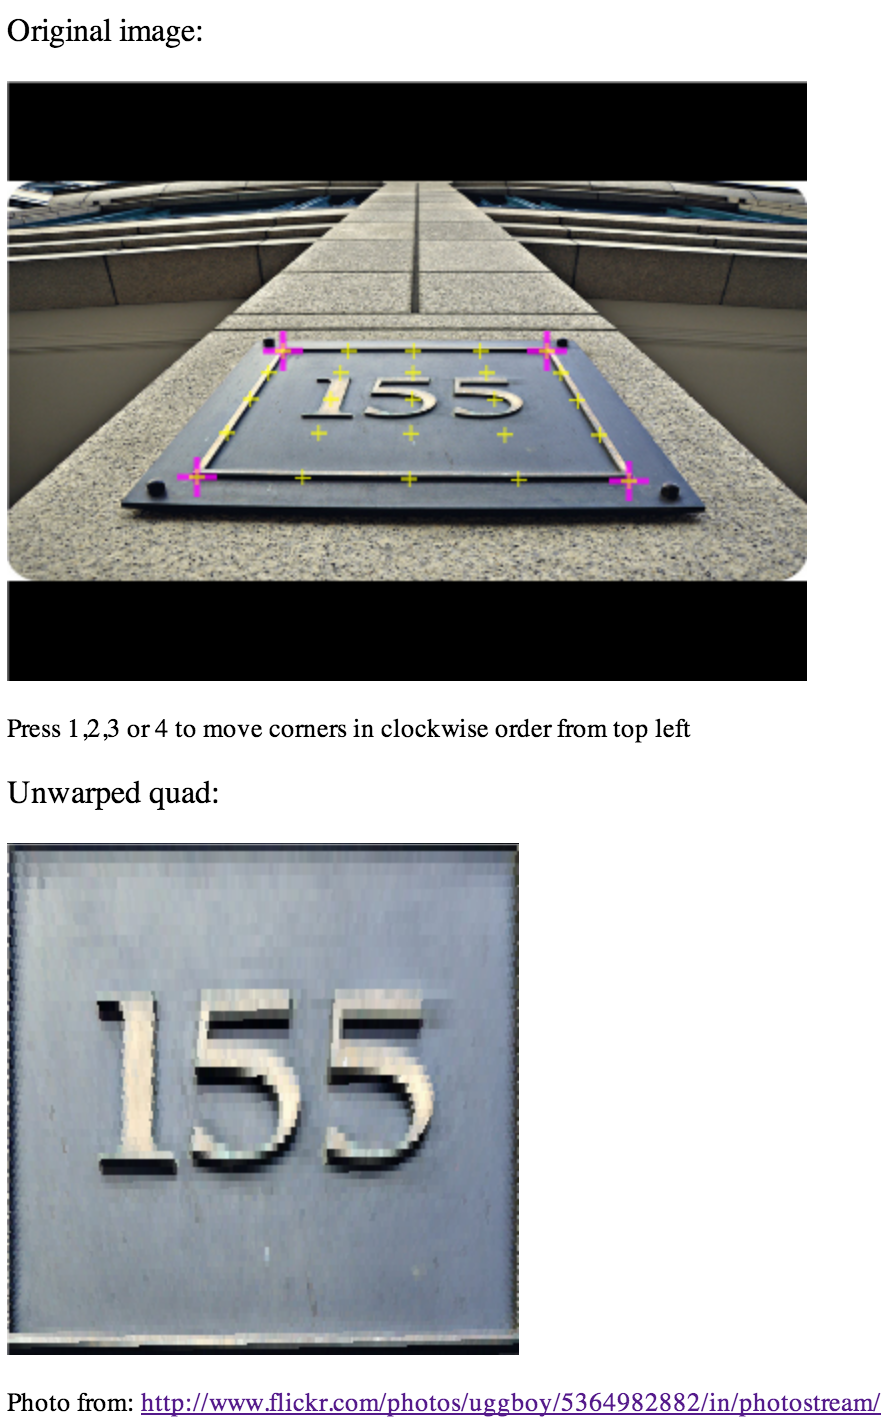 Original image:
155
Press 1,2,3 or 4 to move corners in clockwise order from top left
Unwarped quad:
155
Photo from: http://www.flickr.com/photos/uggboy/5364982882/in/photostream/